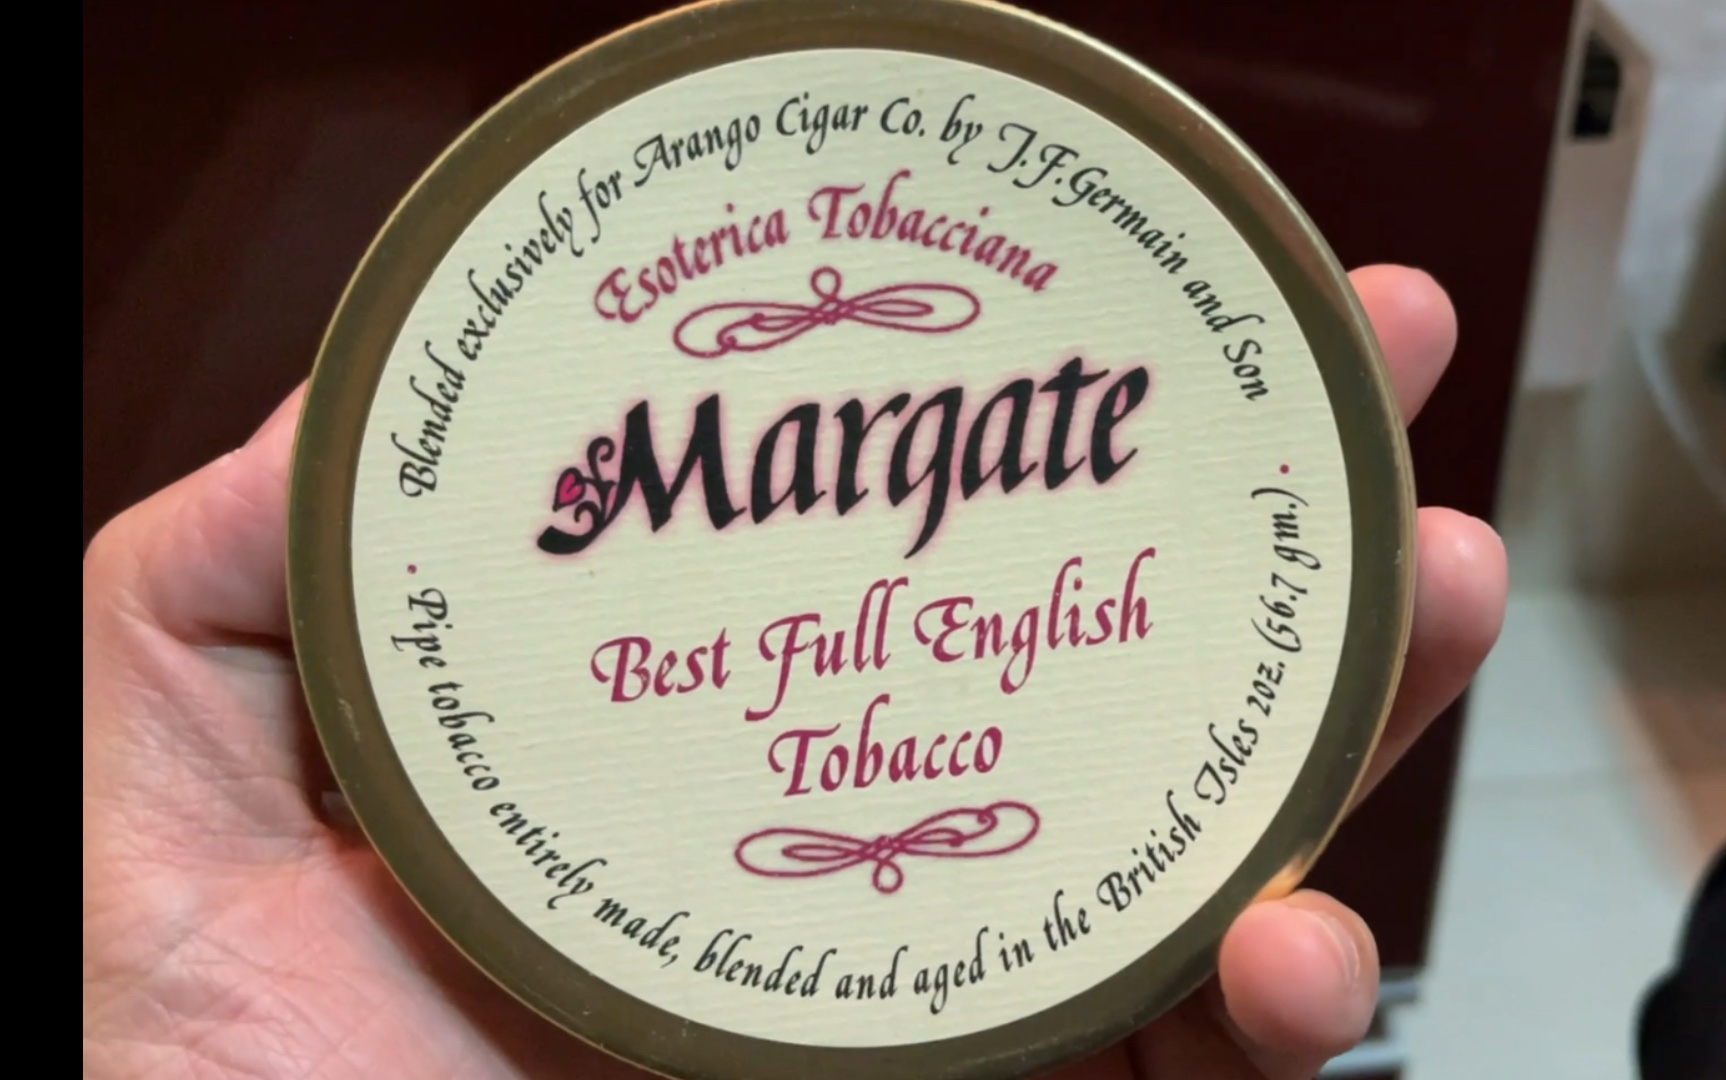 Blended exclusively for Arango Cigar Co. by J.F.Germain and Son
Esoterica Tobacciana
Margate
Best Full English
Tobacco
• Pipe tobacco entirely made, blended and aged in the British Isles 2oz. (56.7 gm.) •